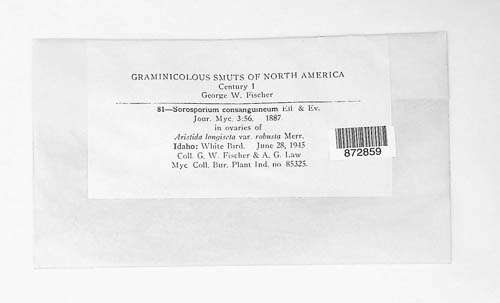 GRAMINICOLOUS SMUTS OF NORTH AMERICA
Century I
George W. Fischer
81—Sorosporium consanguineum Ell. & Ev.
Jour. Myc. 3:56, 1887
in ovaries of
Aristida longiseta var. robusta Merr.
Idaho: White Bird. June 28, 1945
Coll. G. W. Fischer & A. G. Law
Myc. Coll. Bur. Plant Ind. no 85325.
872859